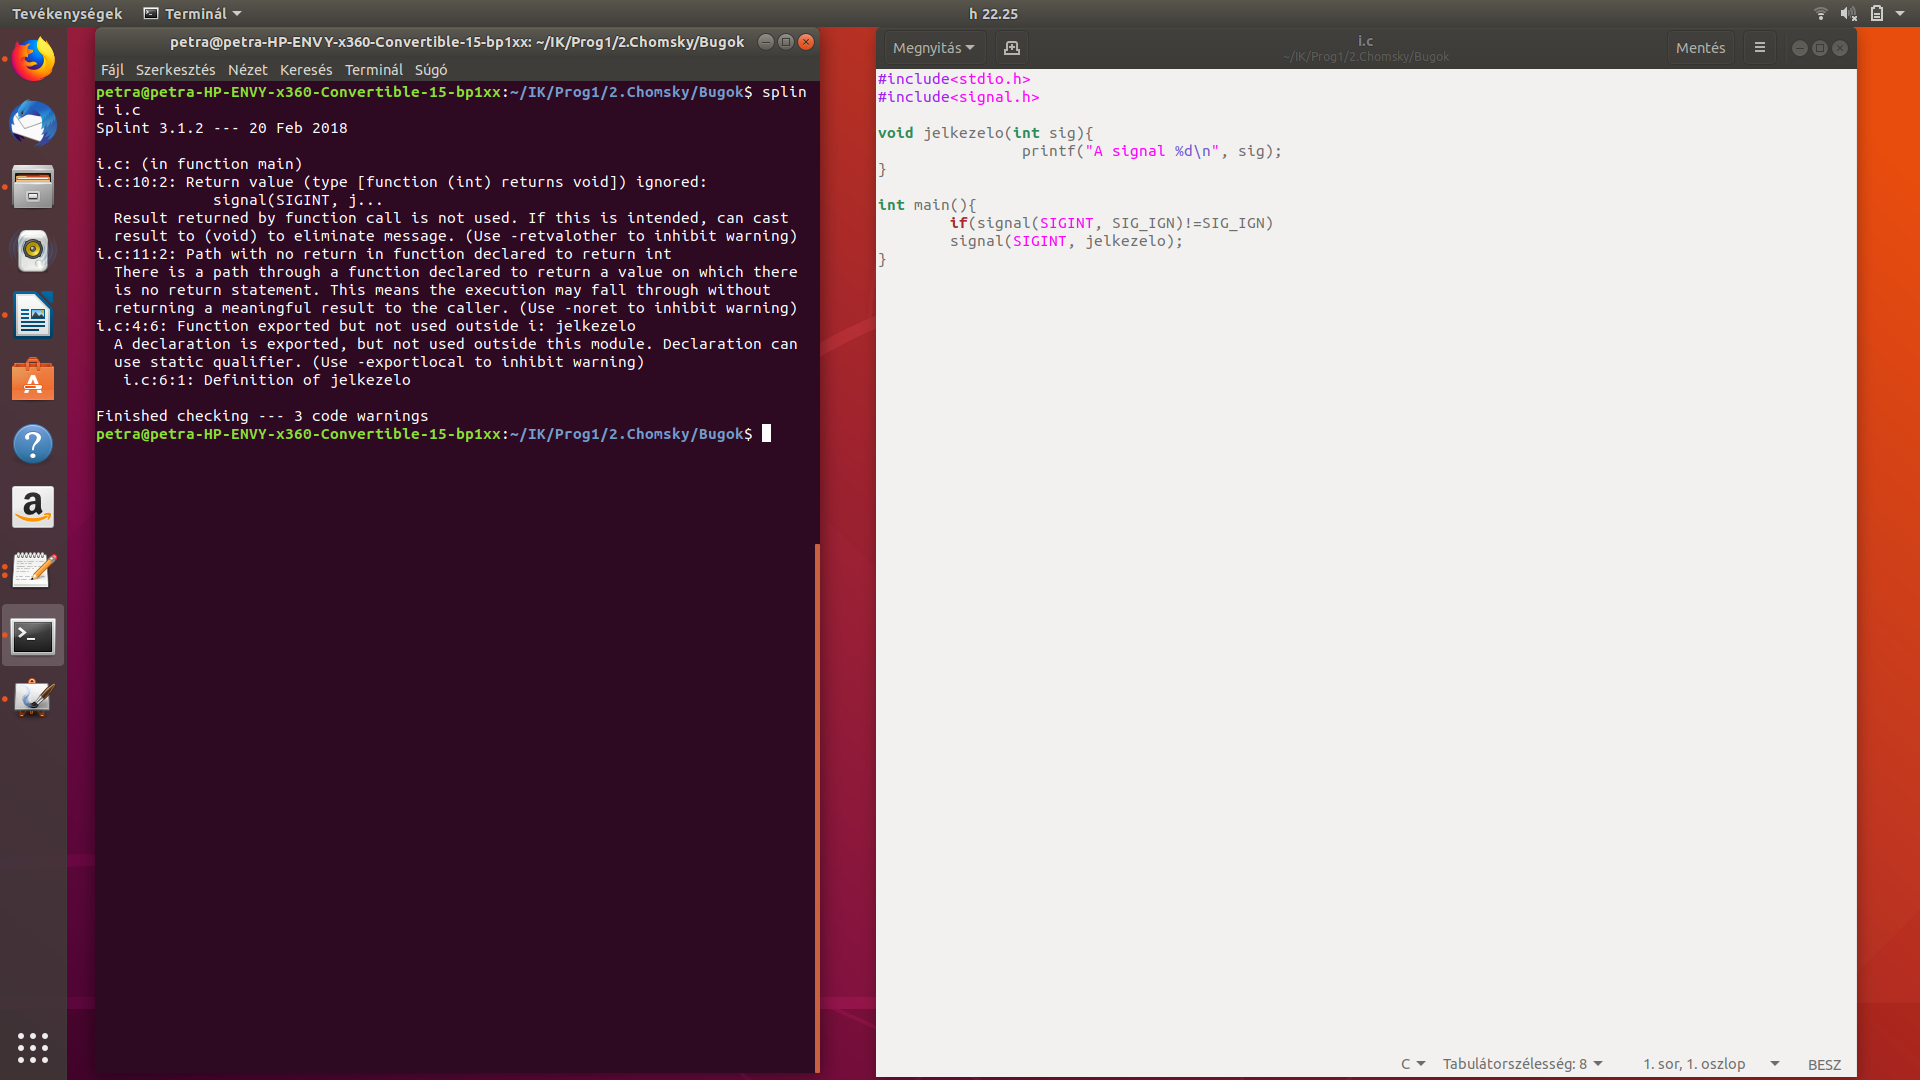 Tevékenységek Terminál h 22.25
petra@petra-HP-ENVY-x360-Convertible-15-bp1xx: ~/IK/Prog1/2.Chomsky/Bugok
Fájl Szerkesztés Nézet Keresés Terminál Súgó
petra@petra-HP-ENVY-x360-Convertible-15-bp1xx:~/IK/Prog1/2.Chomsky/Bugok$ splin
t i.c
Splint 3.1.2 --- 20 Feb 2018
i.c: (in function main)
i.c:10:2: Return value (type [function (int) returns void]) ignored:
signal(SIGINT, j...
Result returned by function call is not used. If this is intended, can cast
result to (void) to eliminate message. (Use -retvalother to inhibit warning)
i.c:11:2: Path with no return in function declared to return int
There is a path through a function declared to return a value on which there
is no return statement. This means the execution may fall through without
returning a meaningful result to the caller. (Use -noret to inhibit warning)
i.c:4:6: Function exported but not used outside i: jelkezelo
A declaration is exported, but not used outside this module. Declaration can
use static qualifier. (Use -exportlocal to inhibit warning)
i.c:6:1: Definition of jelkezelo
Finished checking --- 3 code warnings
petra@petra-HP-ENVY-x360-Convertible-15-bp1xx:~/IK/Prog1/2.Chomsky/Bugok$
Megnyitás i.c Mentés
~/IK/Prog1/2.Chomsky/Bugok
#include<stdio.h>
#include<signal.h>
void jelkezelo(int sig){
printf("A signal %d\n", sig);
}
int main(){
if(signal(SIGINT, SIG_IGN)!=SIG_IGN)
signal(SIGINT, jelkezelo);
}
C Tabulátorszélesség: 8 1. sor, 1. oszlop BESZ